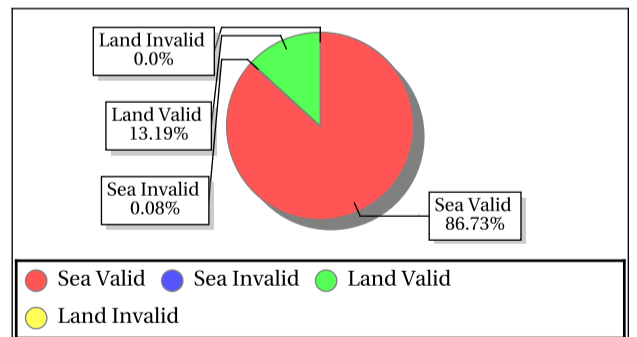 Land Invalid
0.0%
Land Valid
13.19%
Sea Invalid
0.08%
Sea Valid
86.73%
Sea Valid Sea Invalid Land Valid
Land Invalid